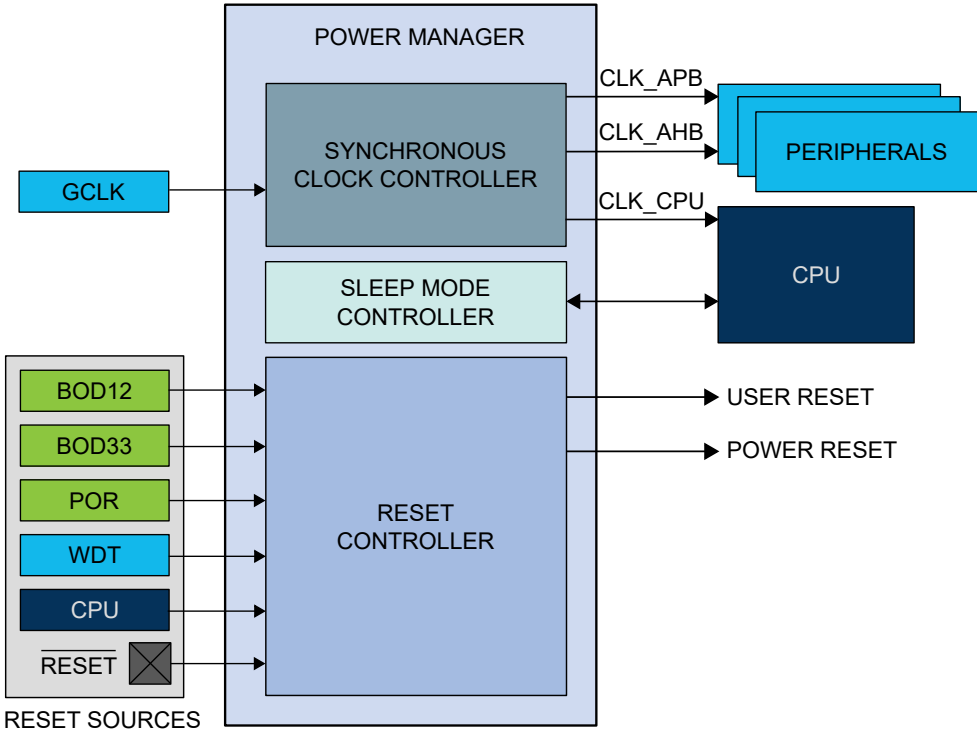 POWER MANAGER
CLK_APB
SYNCHRONOUS
CLOCK CONTROLLER
CLK_AHB
PERIPHERALS
GCLK
CLK_CPU
CPU
SLEEP MODE
CONTROLLER
BOD12
BOD33
POR
WDT
CPU
RESET
RESET SOURCES
RESET
CONTROLLER
USER RESET
POWER RESET